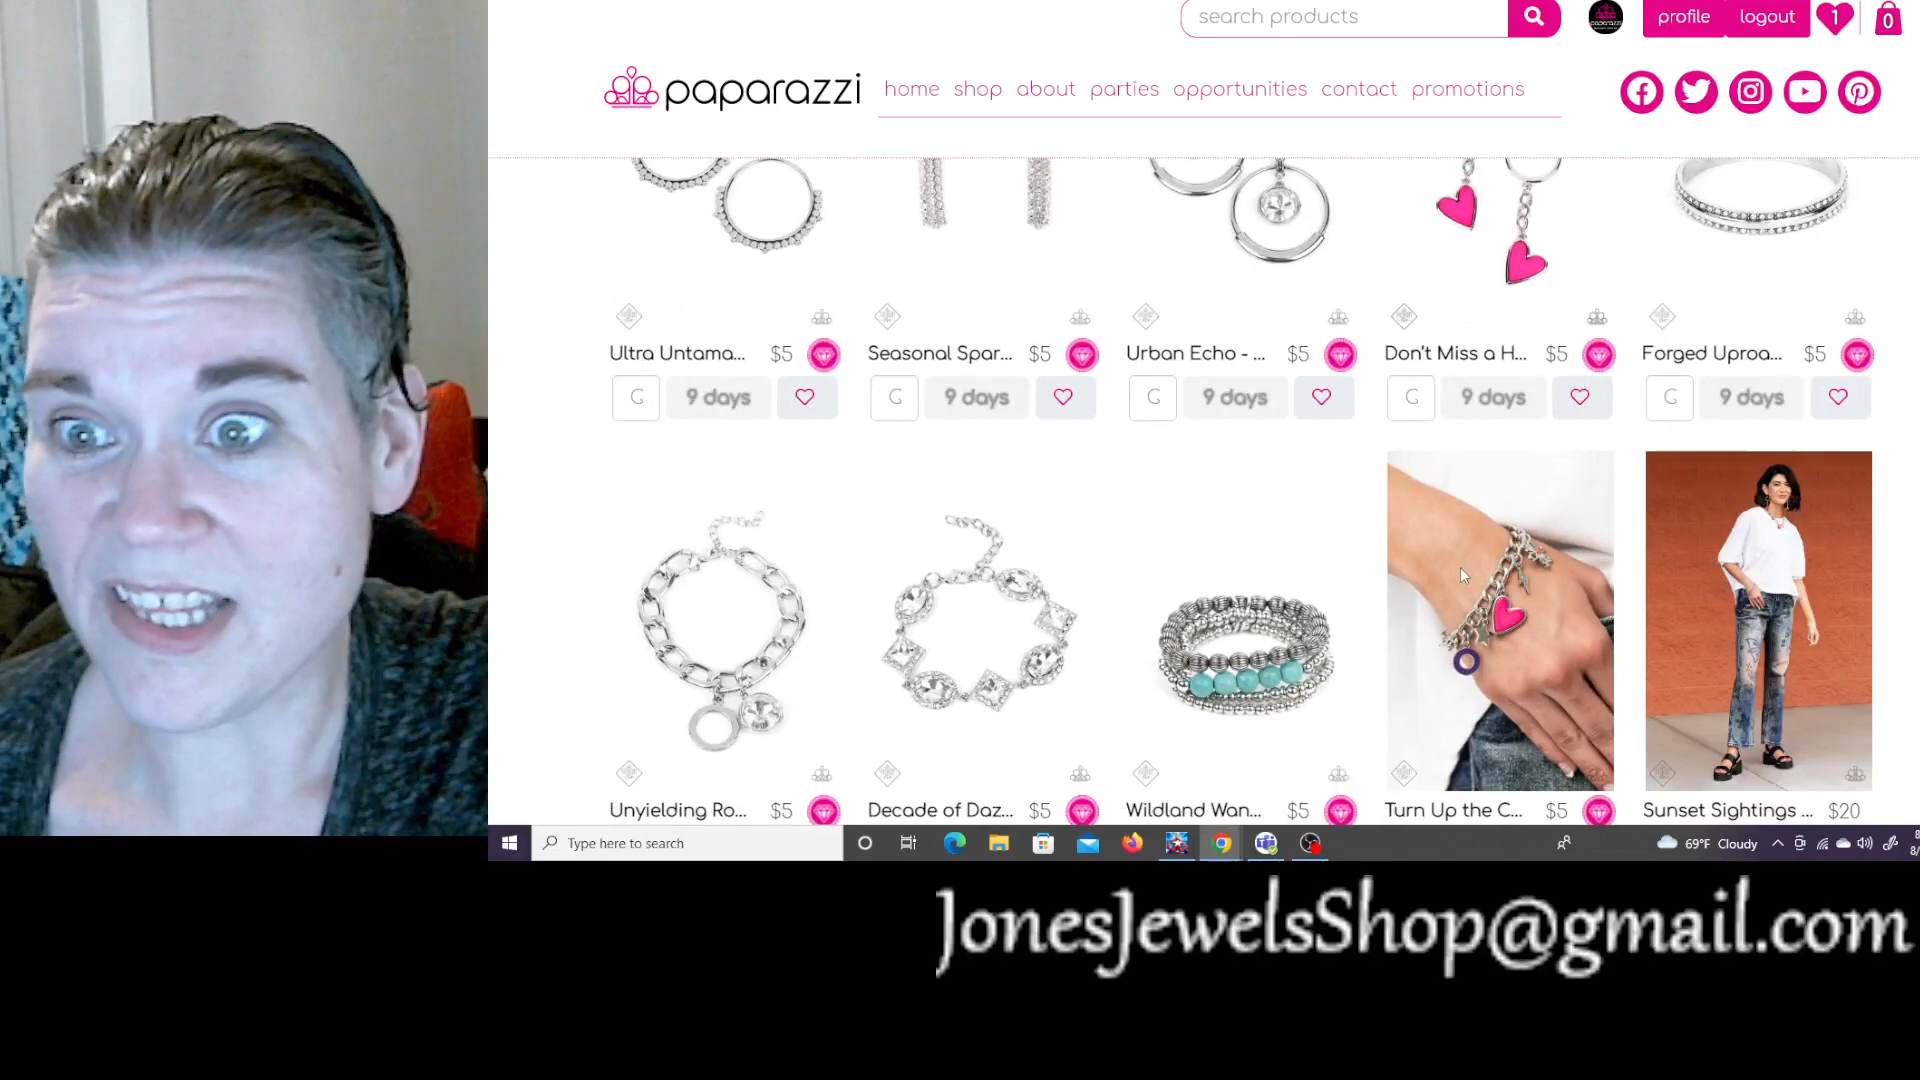 search products
profile
logout
1
0
paparazzi
home shop about parties opportunities contact promotions
Ultra Untama... $5
Seasonal Spar... $5
Urban Echo - ... $5
Don't Miss a H... $5
Forged Uproa... $5
G 9 days
G 9 days
G 9 days
G 9 days
G 9 days
Unyielding Ro... $5
Decade of Daz... $5
Wildland Wan... $5
Turn Up the C... $5
Sunset Sightings ... $20
Type here to search
69°F Cloudy
JonesJewelsShop@gmail.com